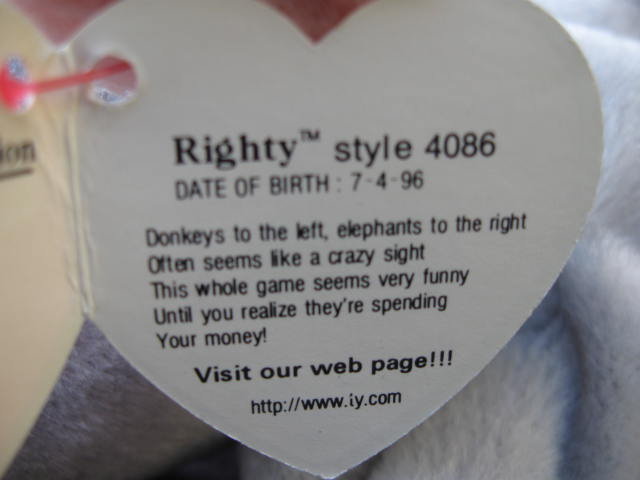 ion
Righty™ style 4086
DATE OF BIRTH : 7-4-96
Donkeys to the left, elephants to the right
Often seems like a crazy sight
This whole game seems very funny
Until you realize they're spending
Your money!
Visit our web page!!!
http://www.iy.com